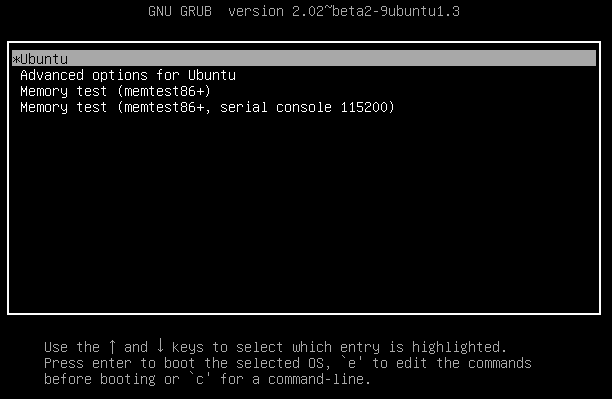 GNU GRUB  version 2.02~beta2-9ubuntu1.3
*Ubuntu
Advanced options for Ubuntu
Memory test (memtest86+)
Memory test (memtest86+, serial console 115200)
Use the ↑ and ↓ keys to select which entry is highlighted.
Press enter to boot the selected OS, `e' to edit the commands
before booting or `c' for a command-line.